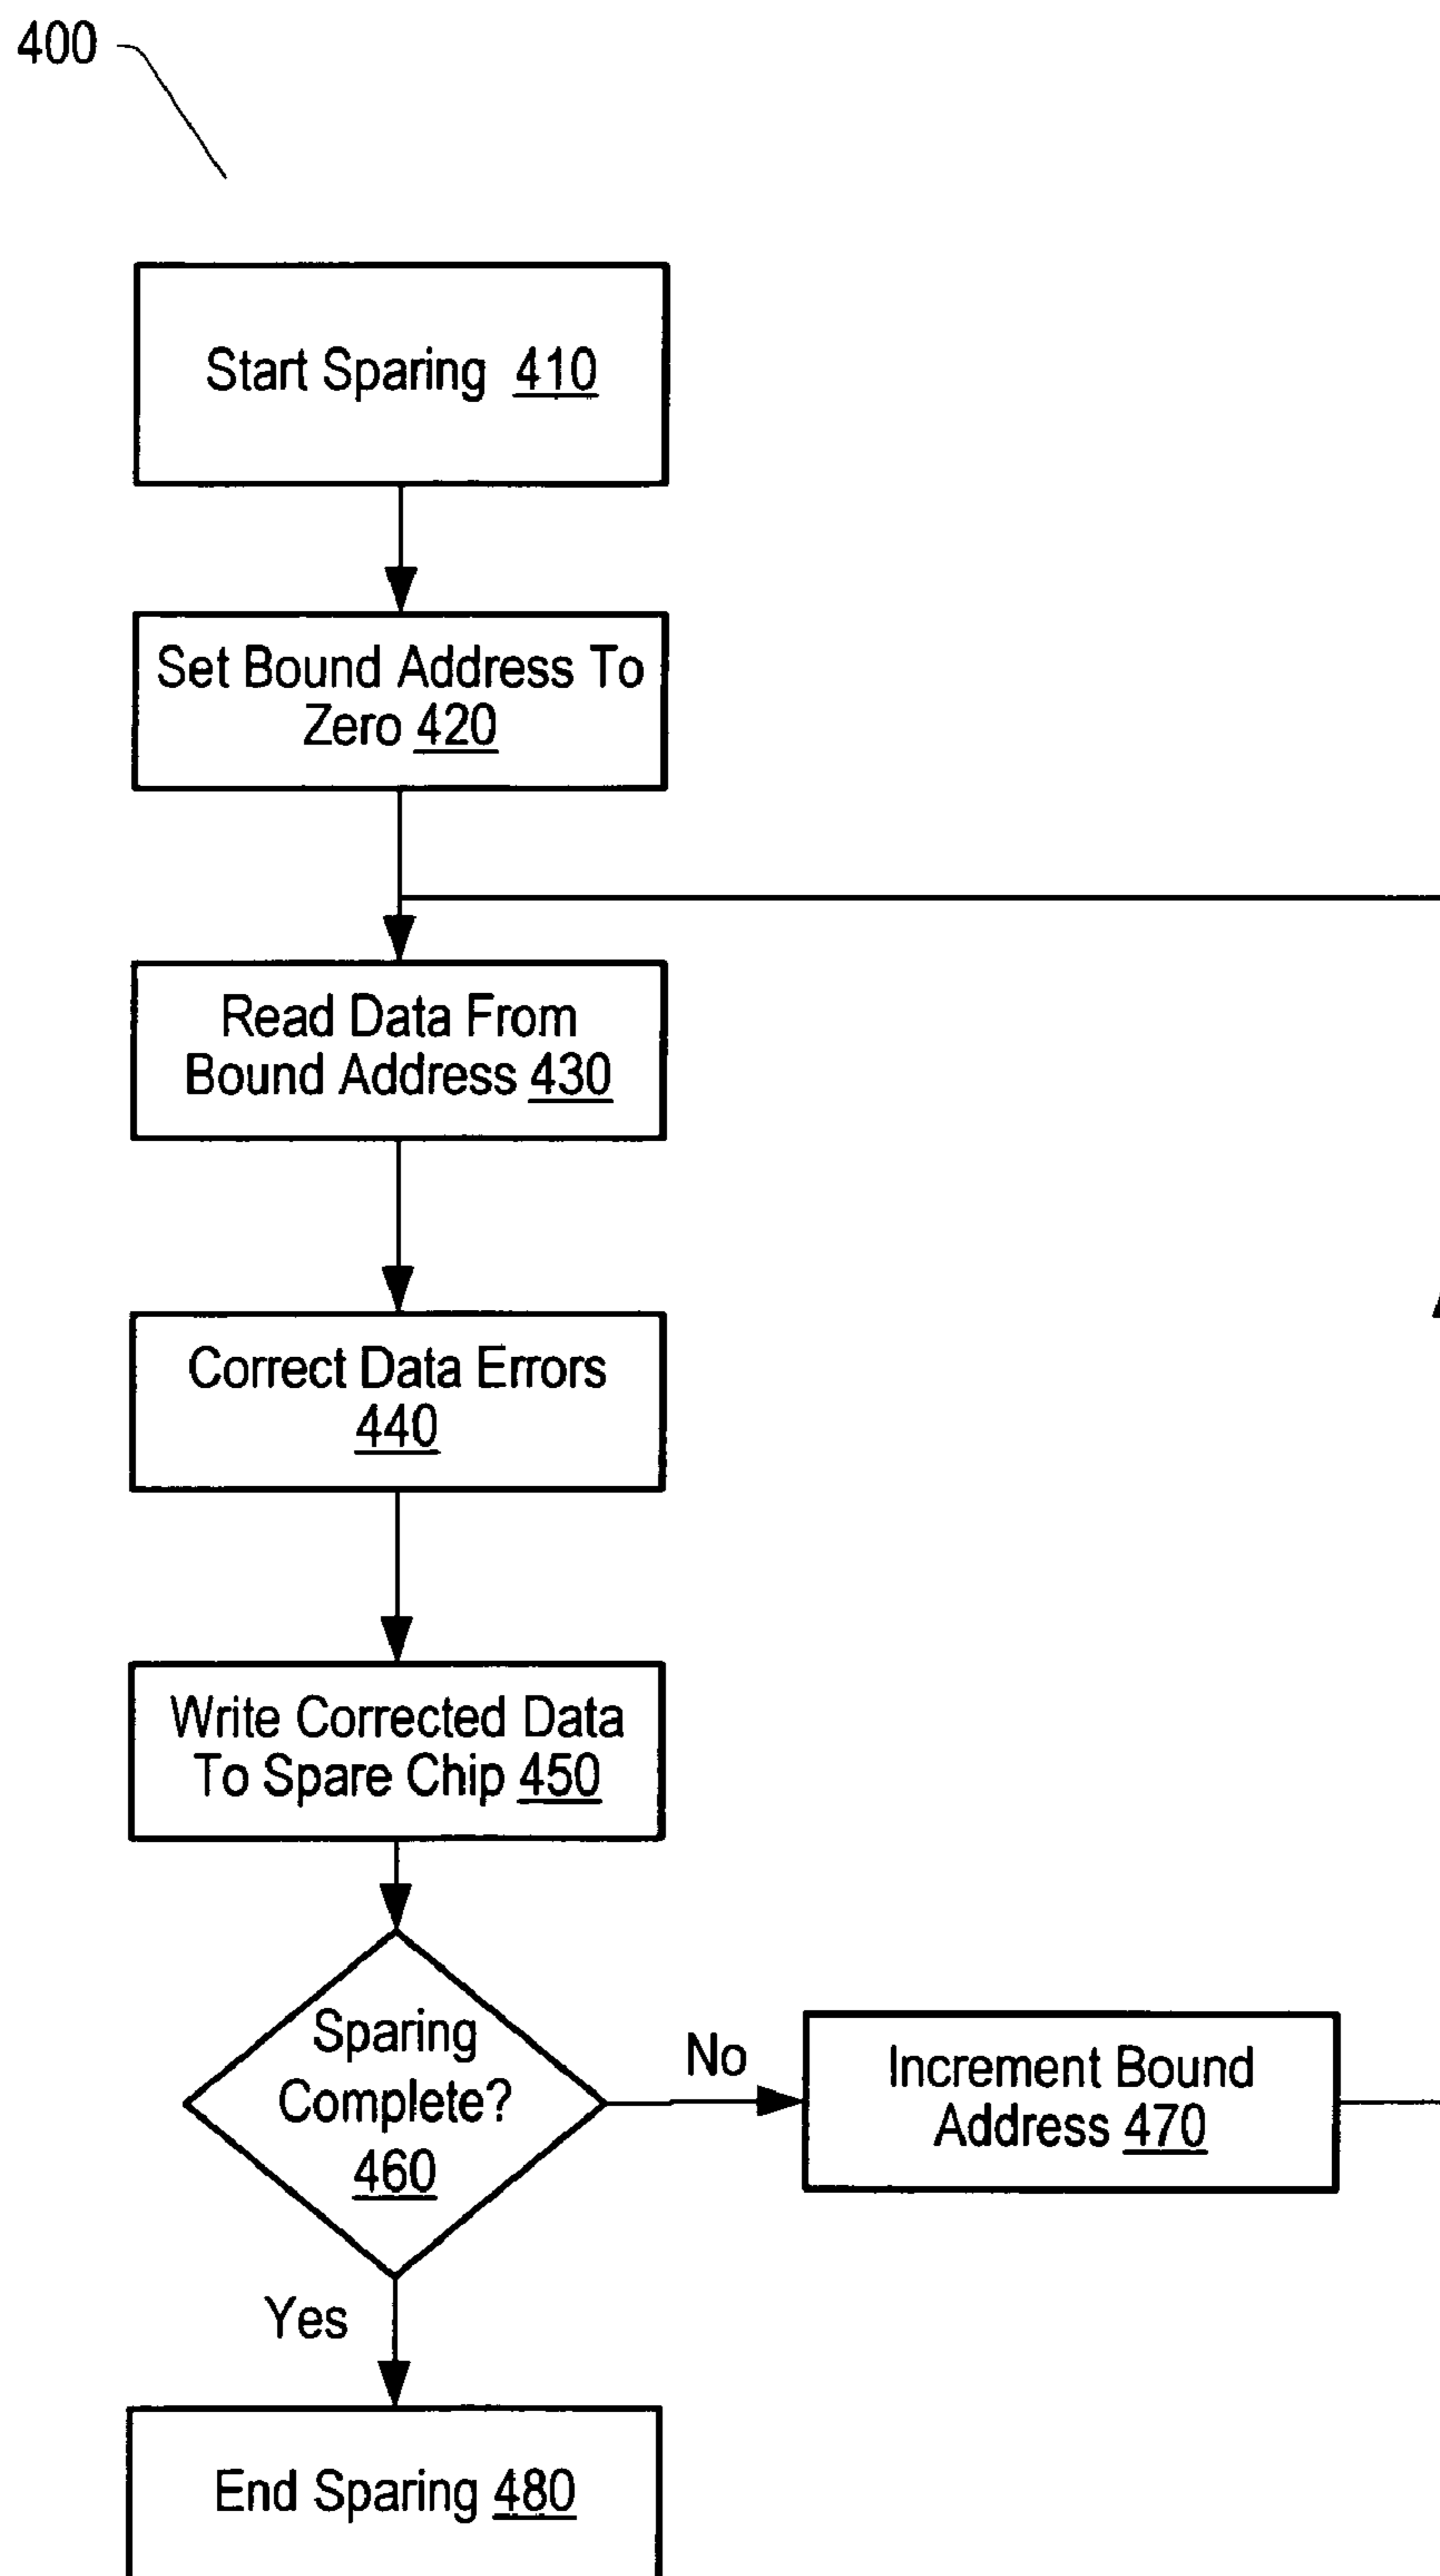 400
Start Sparing 410
Set Bound Address To
Zero 420
Read Data From
Bound Address 430
Correct Data Errors
440
Write Corrected Data
To Spare Chip 450
Sparing
Complete?
460
No
Increment Bound
Address 470
Yes
End Sparing 480